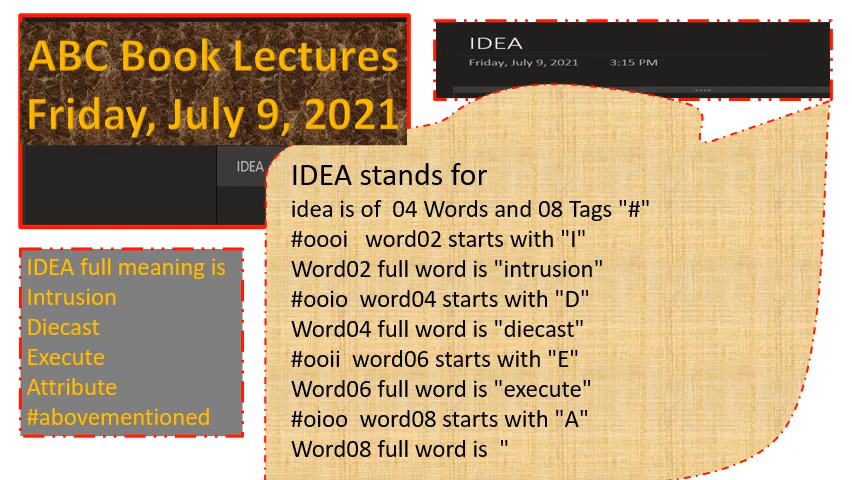 ABC Book Lectures
Friday, July 9, 2021
IDEA
Friday, July 9, 2021 3:15 PM
IDEA
IDEA stands for
idea is of 04 Words and 08 Tags "#"
#oooi word02 starts with "I"
Word02 full word is "intrusion"
#ooio word04 starts with "D"
Word04 full word is "diecast"
#ooii word06 starts with "E"
Word06 full word is "execute"
#oioo word08 starts with "A"
Word08 full word is "
IDEA full meaning is
Intrusion
Diecast
Execute
Attribute
#abovementioned